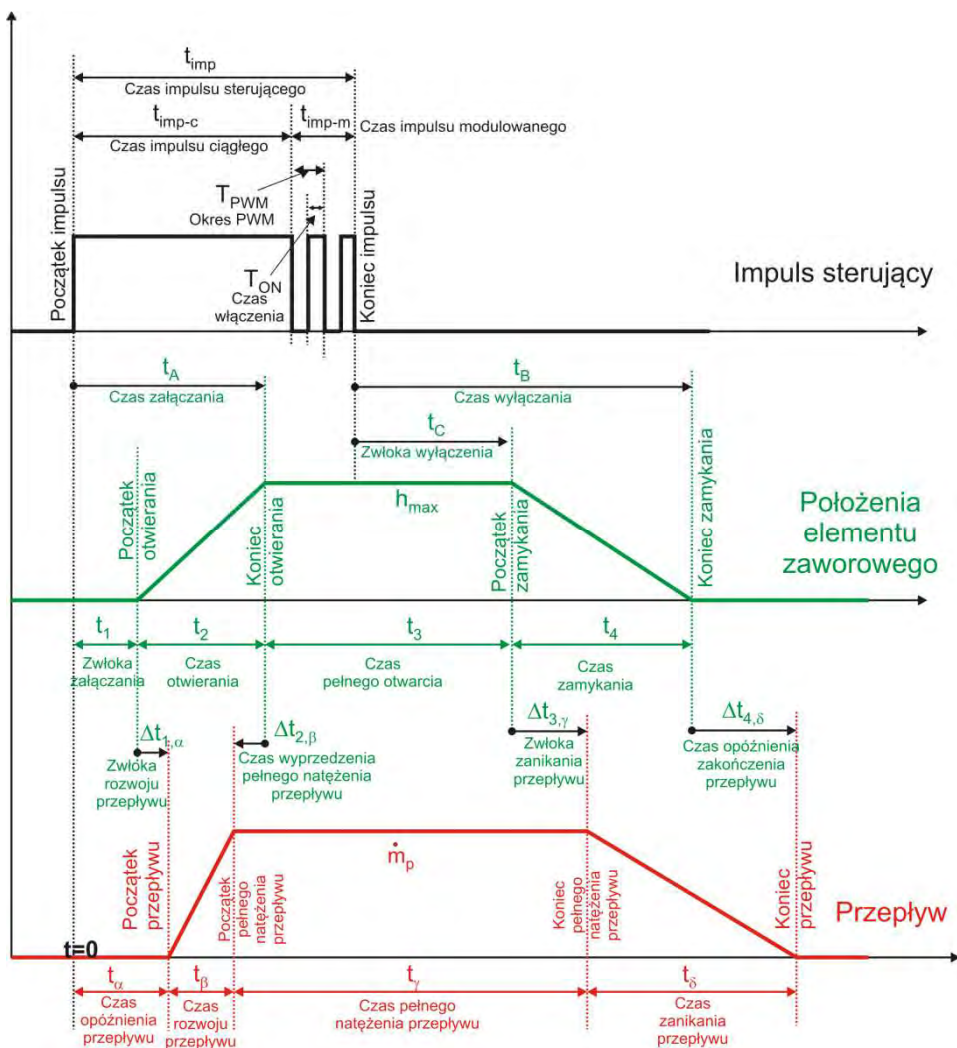 t_imp
Czas impulsu sterującego
t_imp-c
t_imp-m
Czas impulsu modulowanego
Czas impulsu ciągłego
T_PWM
Okres PWM
T_ON
Czas
włączenia
Początek impulsu
Koniec impulsu
Impuls sterujący
t_A
Czas załączania
t_B
Czas wyłączania
t_C
Zwłoka wyłączenia
Początek
otwierania
Koniec
otwierania
h_max
Początek
zamykania
Koniec zamykania
Położenia
elementu
zaworowego
t_1
t_2
t_3
t_4
Zwłoka
załączania
Czas
otwierania
Czas
pełnego otwarcia
Czas
zamykania
Δt_1,α
Zwłoka
rozwoju
przepływu
Δt_2,β
Czas wyprzedzenia
pełnego natężenia
przepływu
Δt_3,γ
Zwłoka
zanikania
przepływu
Δt_4,δ
Czas opóźnienia
zakończenia
przepływu
Początek
przepływu
Początek
pełnego
natężenia
przepływu
ṁ_p
Koniec
pełnego
natężenia
przepływu
Koniec
przepływu
Przepływ
t=0
t_α
t_β
t_γ
t_δ
Czas
opóźnienia
przepływu
Czas
rozwoju
przepływu
Czas pełnego
natężenia przepływu
Czas
zanikania
przepływu